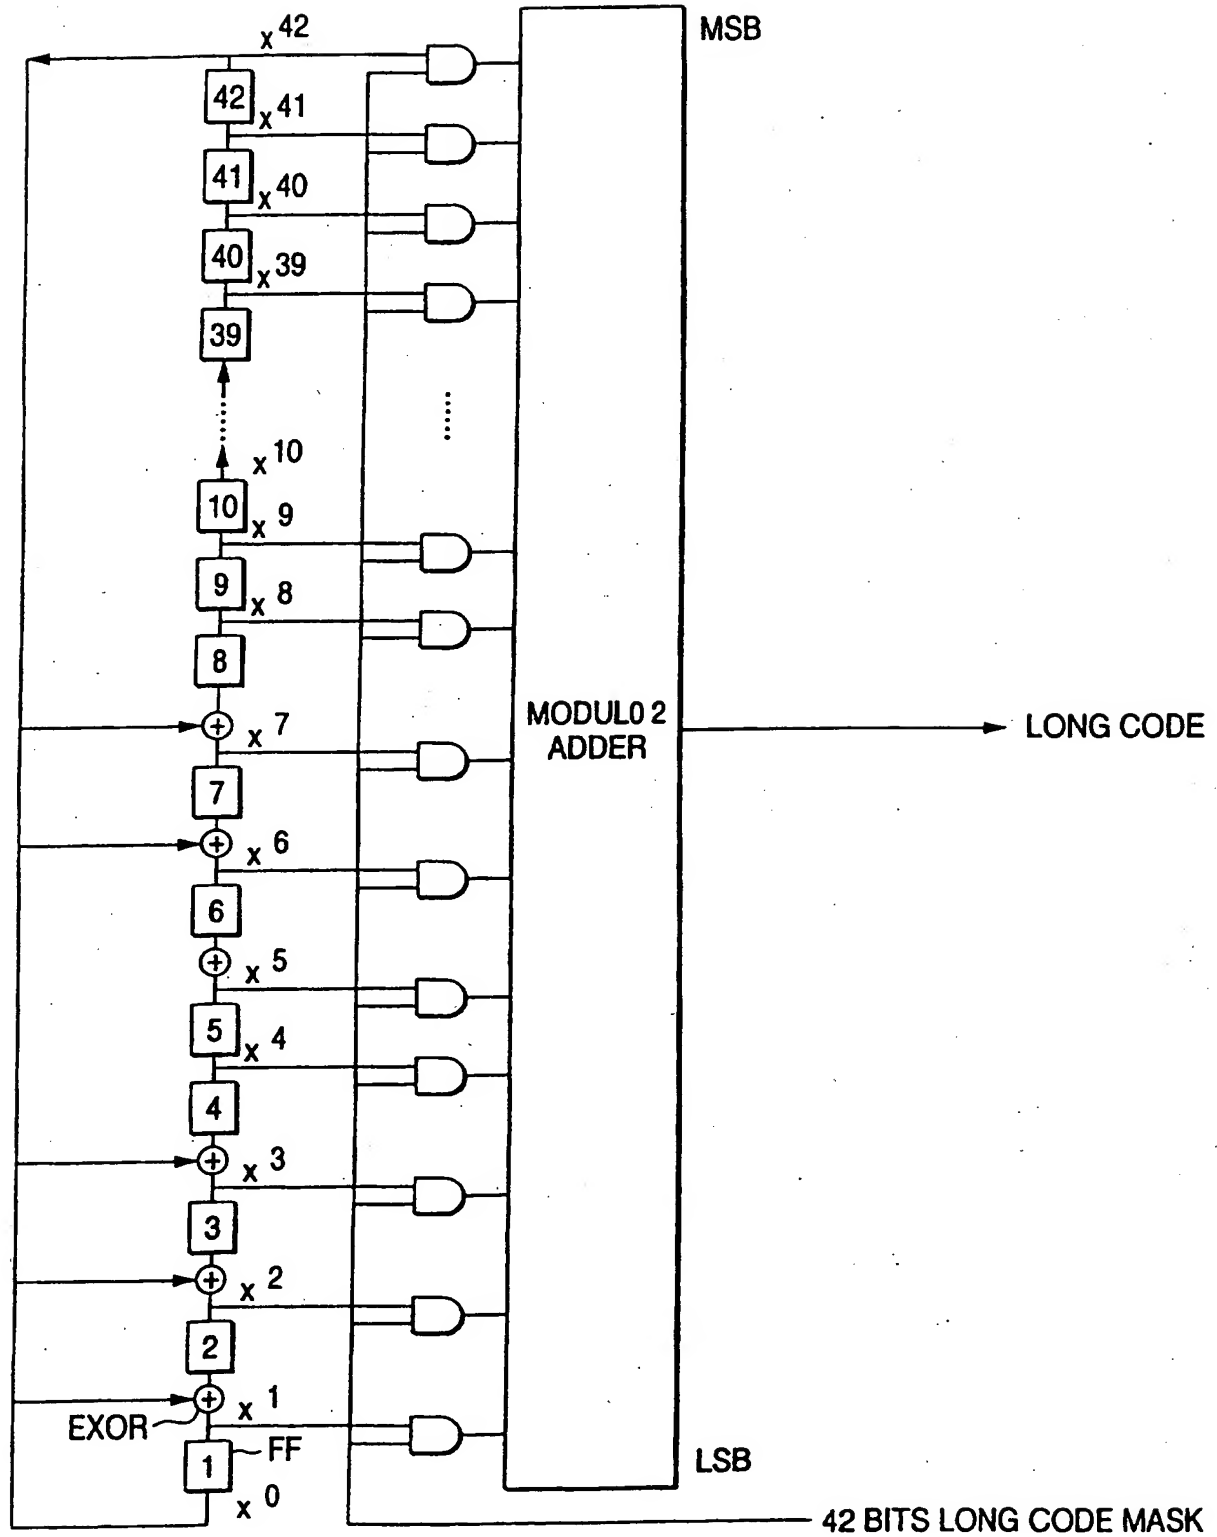 x 42
MSB
42
x 41
41
x 40
40
x 39
39
x 10
10
x 9
9
x 8
8
MODUL0 2
ADDER
LONG CODE
x 7
7
x 6
6
x 5
5
x 4
4
x 3
3
x 2
2
x 1
EXOR
FF
1
LSB
x 0
42 BITS LONG CODE MASK